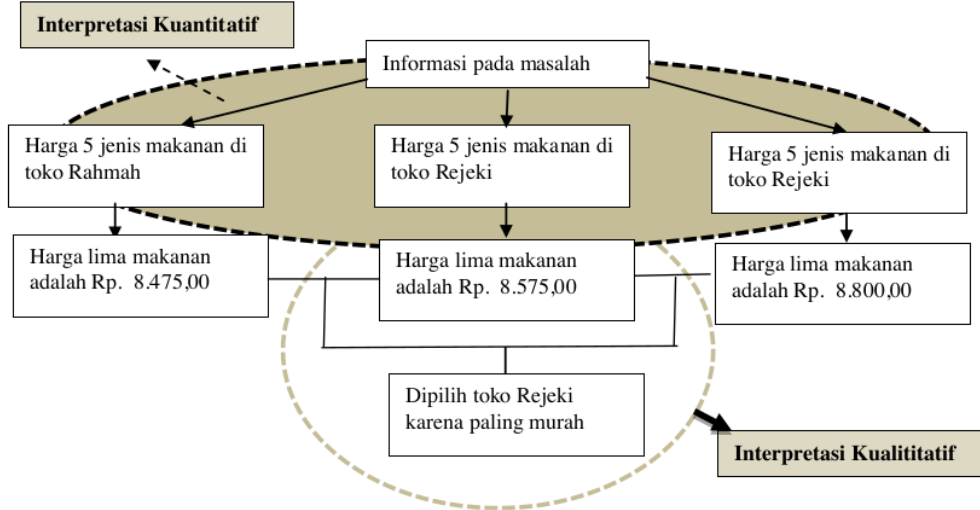 Interpretasi Kuantitatif
Informasi pada masalah
Harga 5 jenis makanan di
toko Rahmah
Harga 5 jenis makanan di
toko Rejeki
Harga 5 jenis makanan di
toko Rejeki
Harga lima makanan
adalah Rp. 8.475,00
Harga lima makanan
adalah Rp. 8.575,00
Harga lima makanan
adalah Rp. 8.800,00
Dipilih toko Rejeki
karena paling murah
Interpretasi Kualititatif